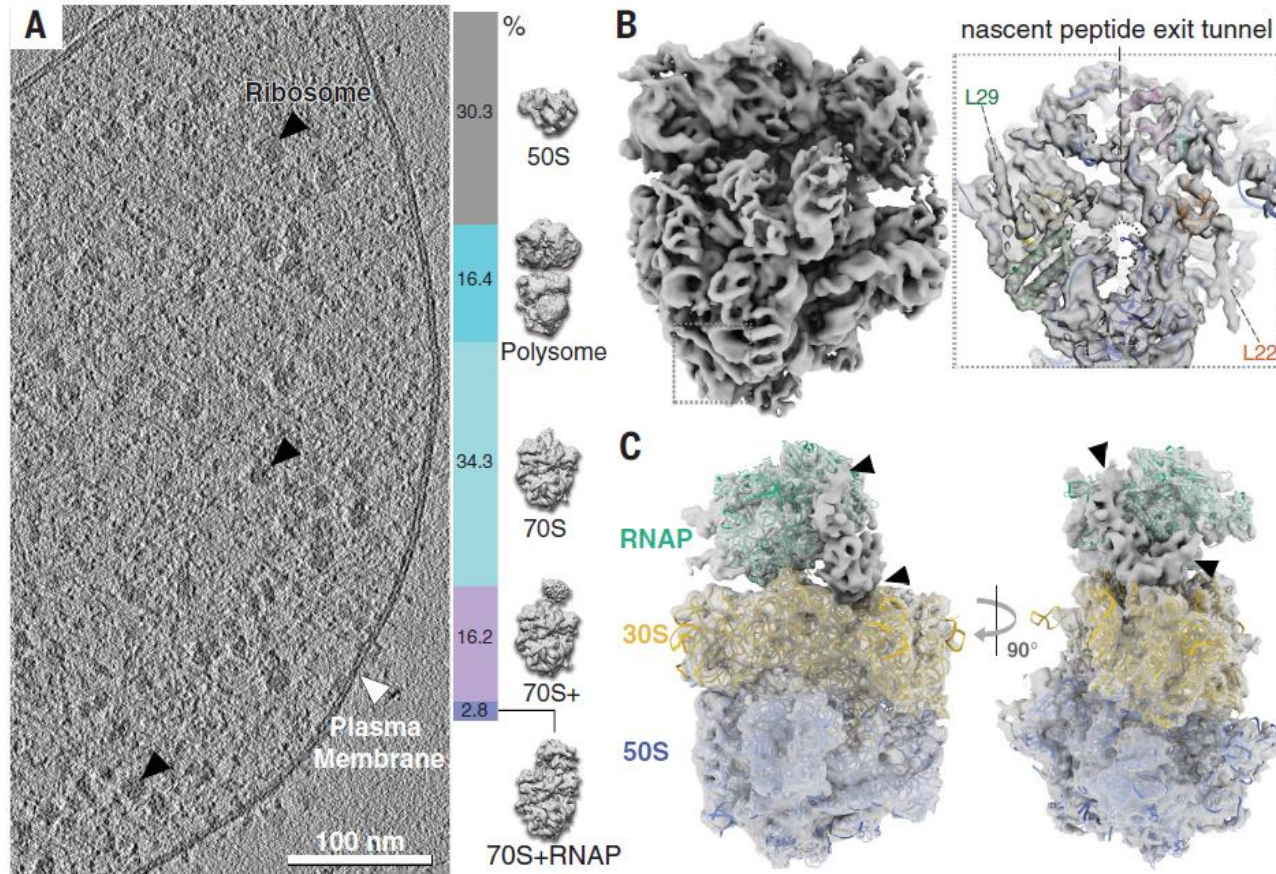 A
Ribosome
Plasma
Membrane
100 nm
%
30.3
50S
16.4
Polysome
34.3
70S
16.2
70S+
2.8
70S+RNAP
B
nascent peptide exit tunnel
L29
L22
C
RNAP
30S
50S
90°